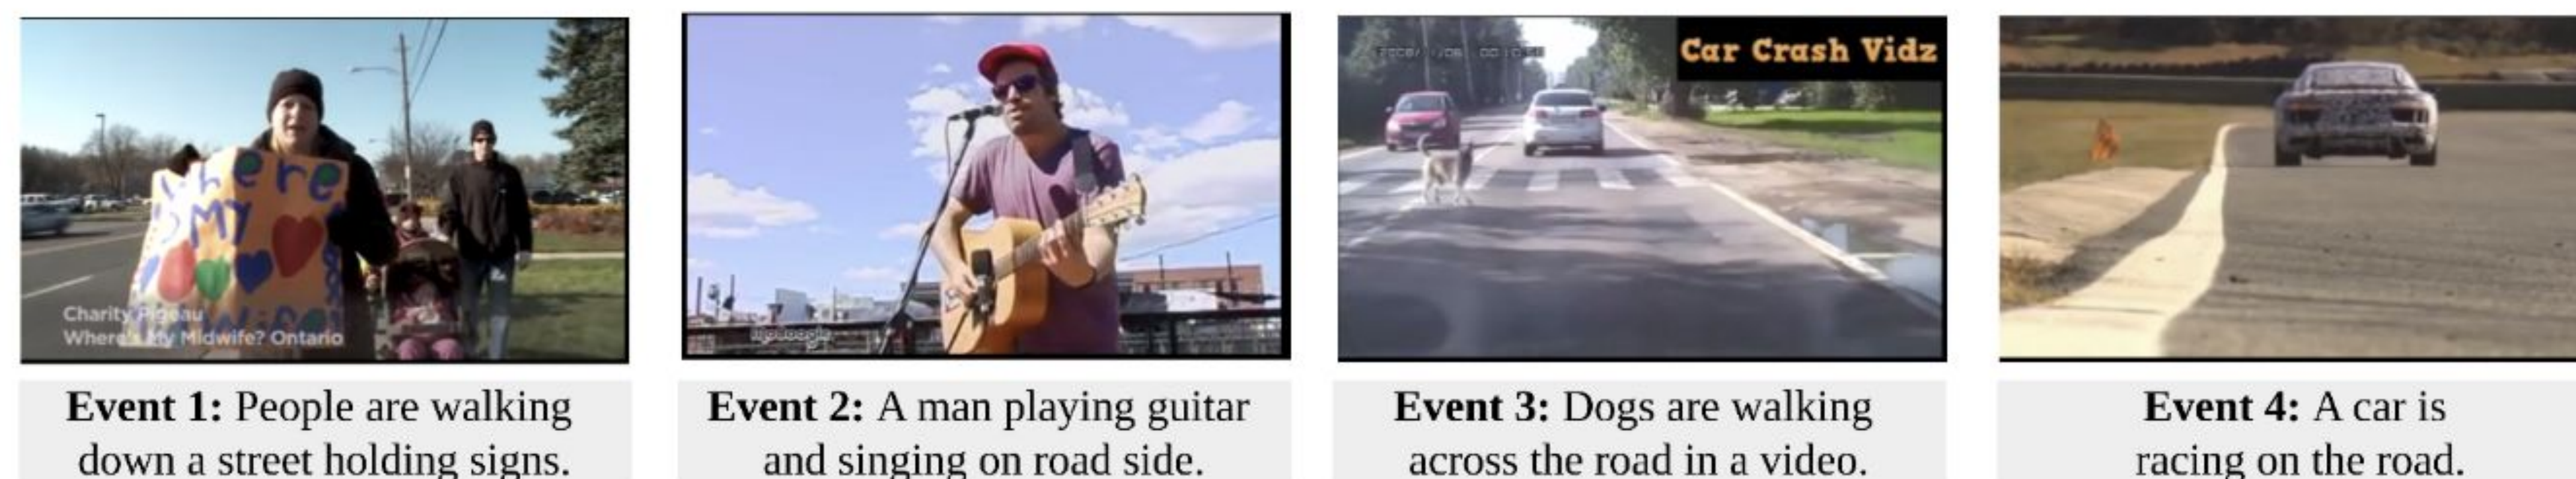 Where
is MY
Charity Pigeau
Where's My Midwife? Ontario
Car Crash Vidz
Event 1: People are walking
down a street holding signs.
Event 2: A man playing guitar
and singing on road side.
Event 3: Dogs are walking
across the road in a video.
Event 4: A car is
racing on the road.